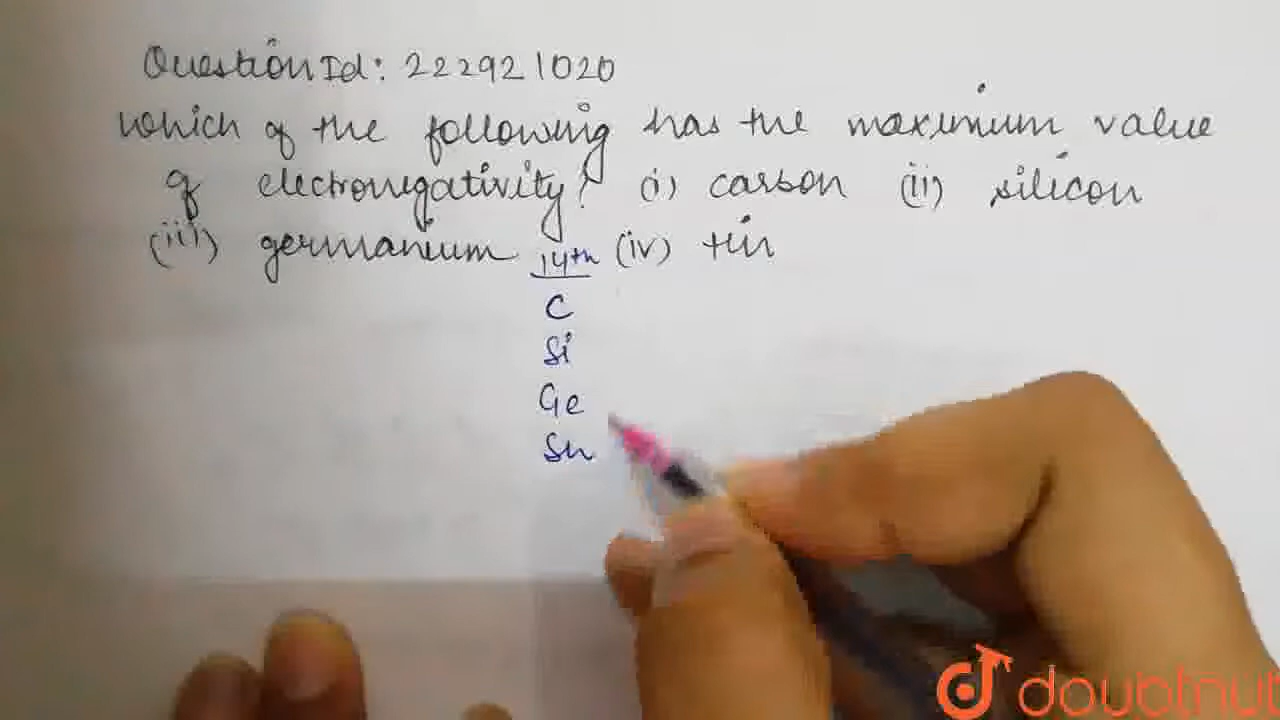 Question Id: 222921020
which of the following has the maximum value
of electronegativity? (i) carbon (ii) silicon
(iii) germanium (iv) tin
14th
C
Si
Ge
Sn
doubtnut